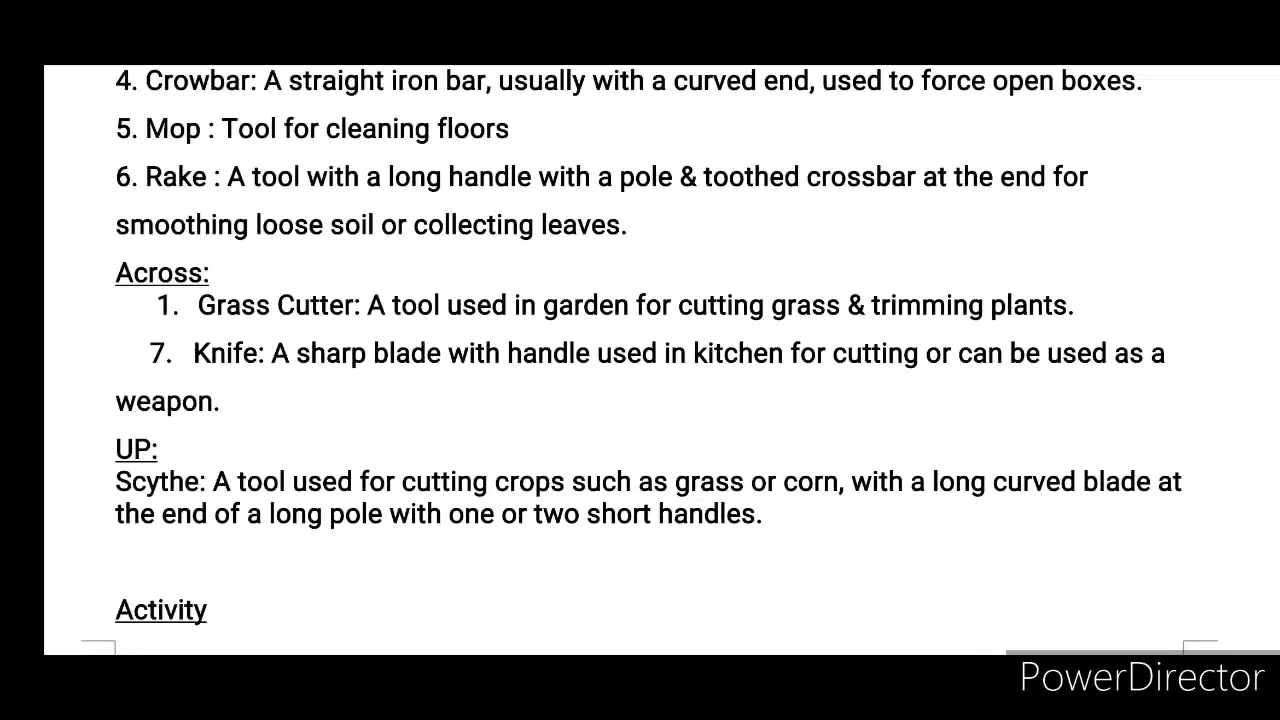 4. Crowbar: A straight iron bar, usually with a curved end, used to force open boxes.
5. Mop : Tool for cleaning floors
6. Rake : A tool with a long handle with a pole & toothed crossbar at the end for
smoothing loose soil or collecting leaves.
Across:
1. Grass Cutter: A tool used in garden for cutting grass & trimming plants.
7. Knife: A sharp blade with handle used in kitchen for cutting or can be used as a
weapon.
UP:
Scythe: A tool used for cutting crops such as grass or corn, with a long curved blade at
the end of a long pole with one or two short handles.
Activity
PowerDirector